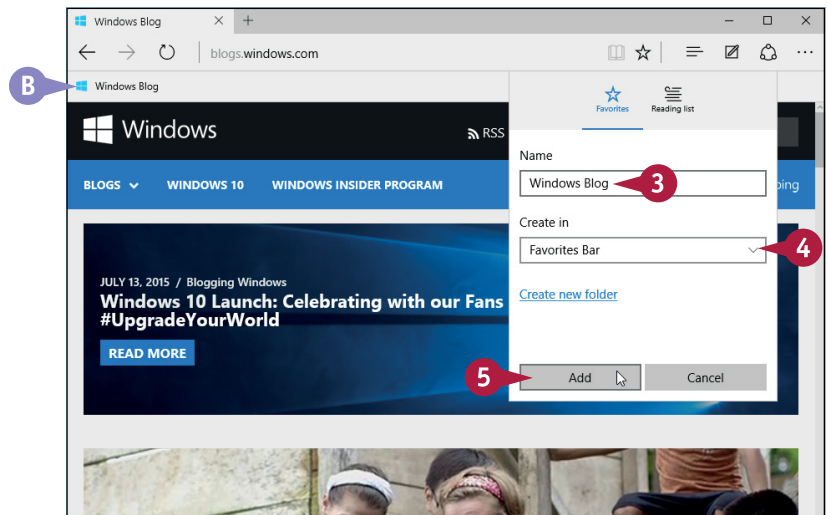 Windows Blog
blogs.windows.com
B
Windows Blog
Favorites
Reading list
Windows
RSS
Name
Windows Blog
3
BLOGS
WINDOWS 10
WINDOWS INSIDER PROGRAM
Create in
Favorites Bar
4
Create new folder
JULY 13, 2015 / Blogging Windows
Windows 10 Launch: Celebrating with our Fans
#UpgradeYourWorld
READ MORE
5
Add
Cancel